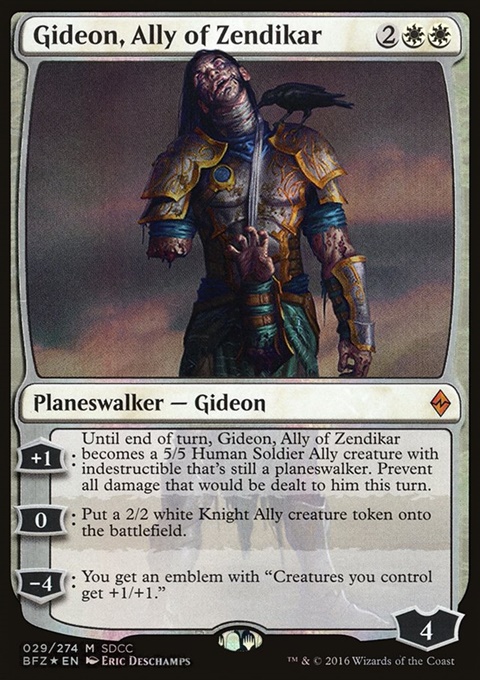 Gideon, Ally of Zendikar 2
Planeswalker — Gideon
+1 : Until end of turn, Gideon, Ally of Zendikar
becomes a 5/5 Human Soldier Ally creature with
indestructible that's still a planeswalker. Prevent
all damage that would be dealt to him this turn.
0 : Put a 2/2 white Knight Ally creature token onto
the battlefield.
-4 : You get an emblem with “Creatures you control
get +1/+1.”
4
029/274 M SDCC
BFZ★EN Eric Deschamps
™ & © 2016 Wizards of the Coast